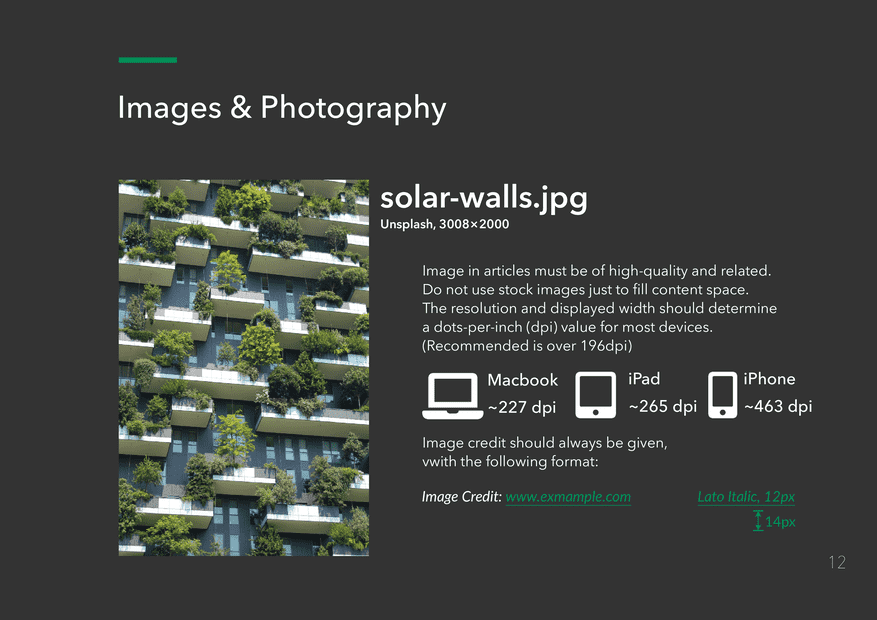 Images & Photography
solar-walls.jpg
Unsplash, 3008×2000
Image in articles must be of high-quality and related.
Do not use stock images just to fill content space.
The resolution and displayed width should determine
a dots-per-inch (dpi) value for most devices.
(Recommended is over 196dpi)
Macbook
~227 dpi
iPad
~265 dpi
iPhone
~463 dpi
Image credit should always be given,
vwith the following format:
Image Credit: www.exmample.com
Lato Italic, 12px
14px
12